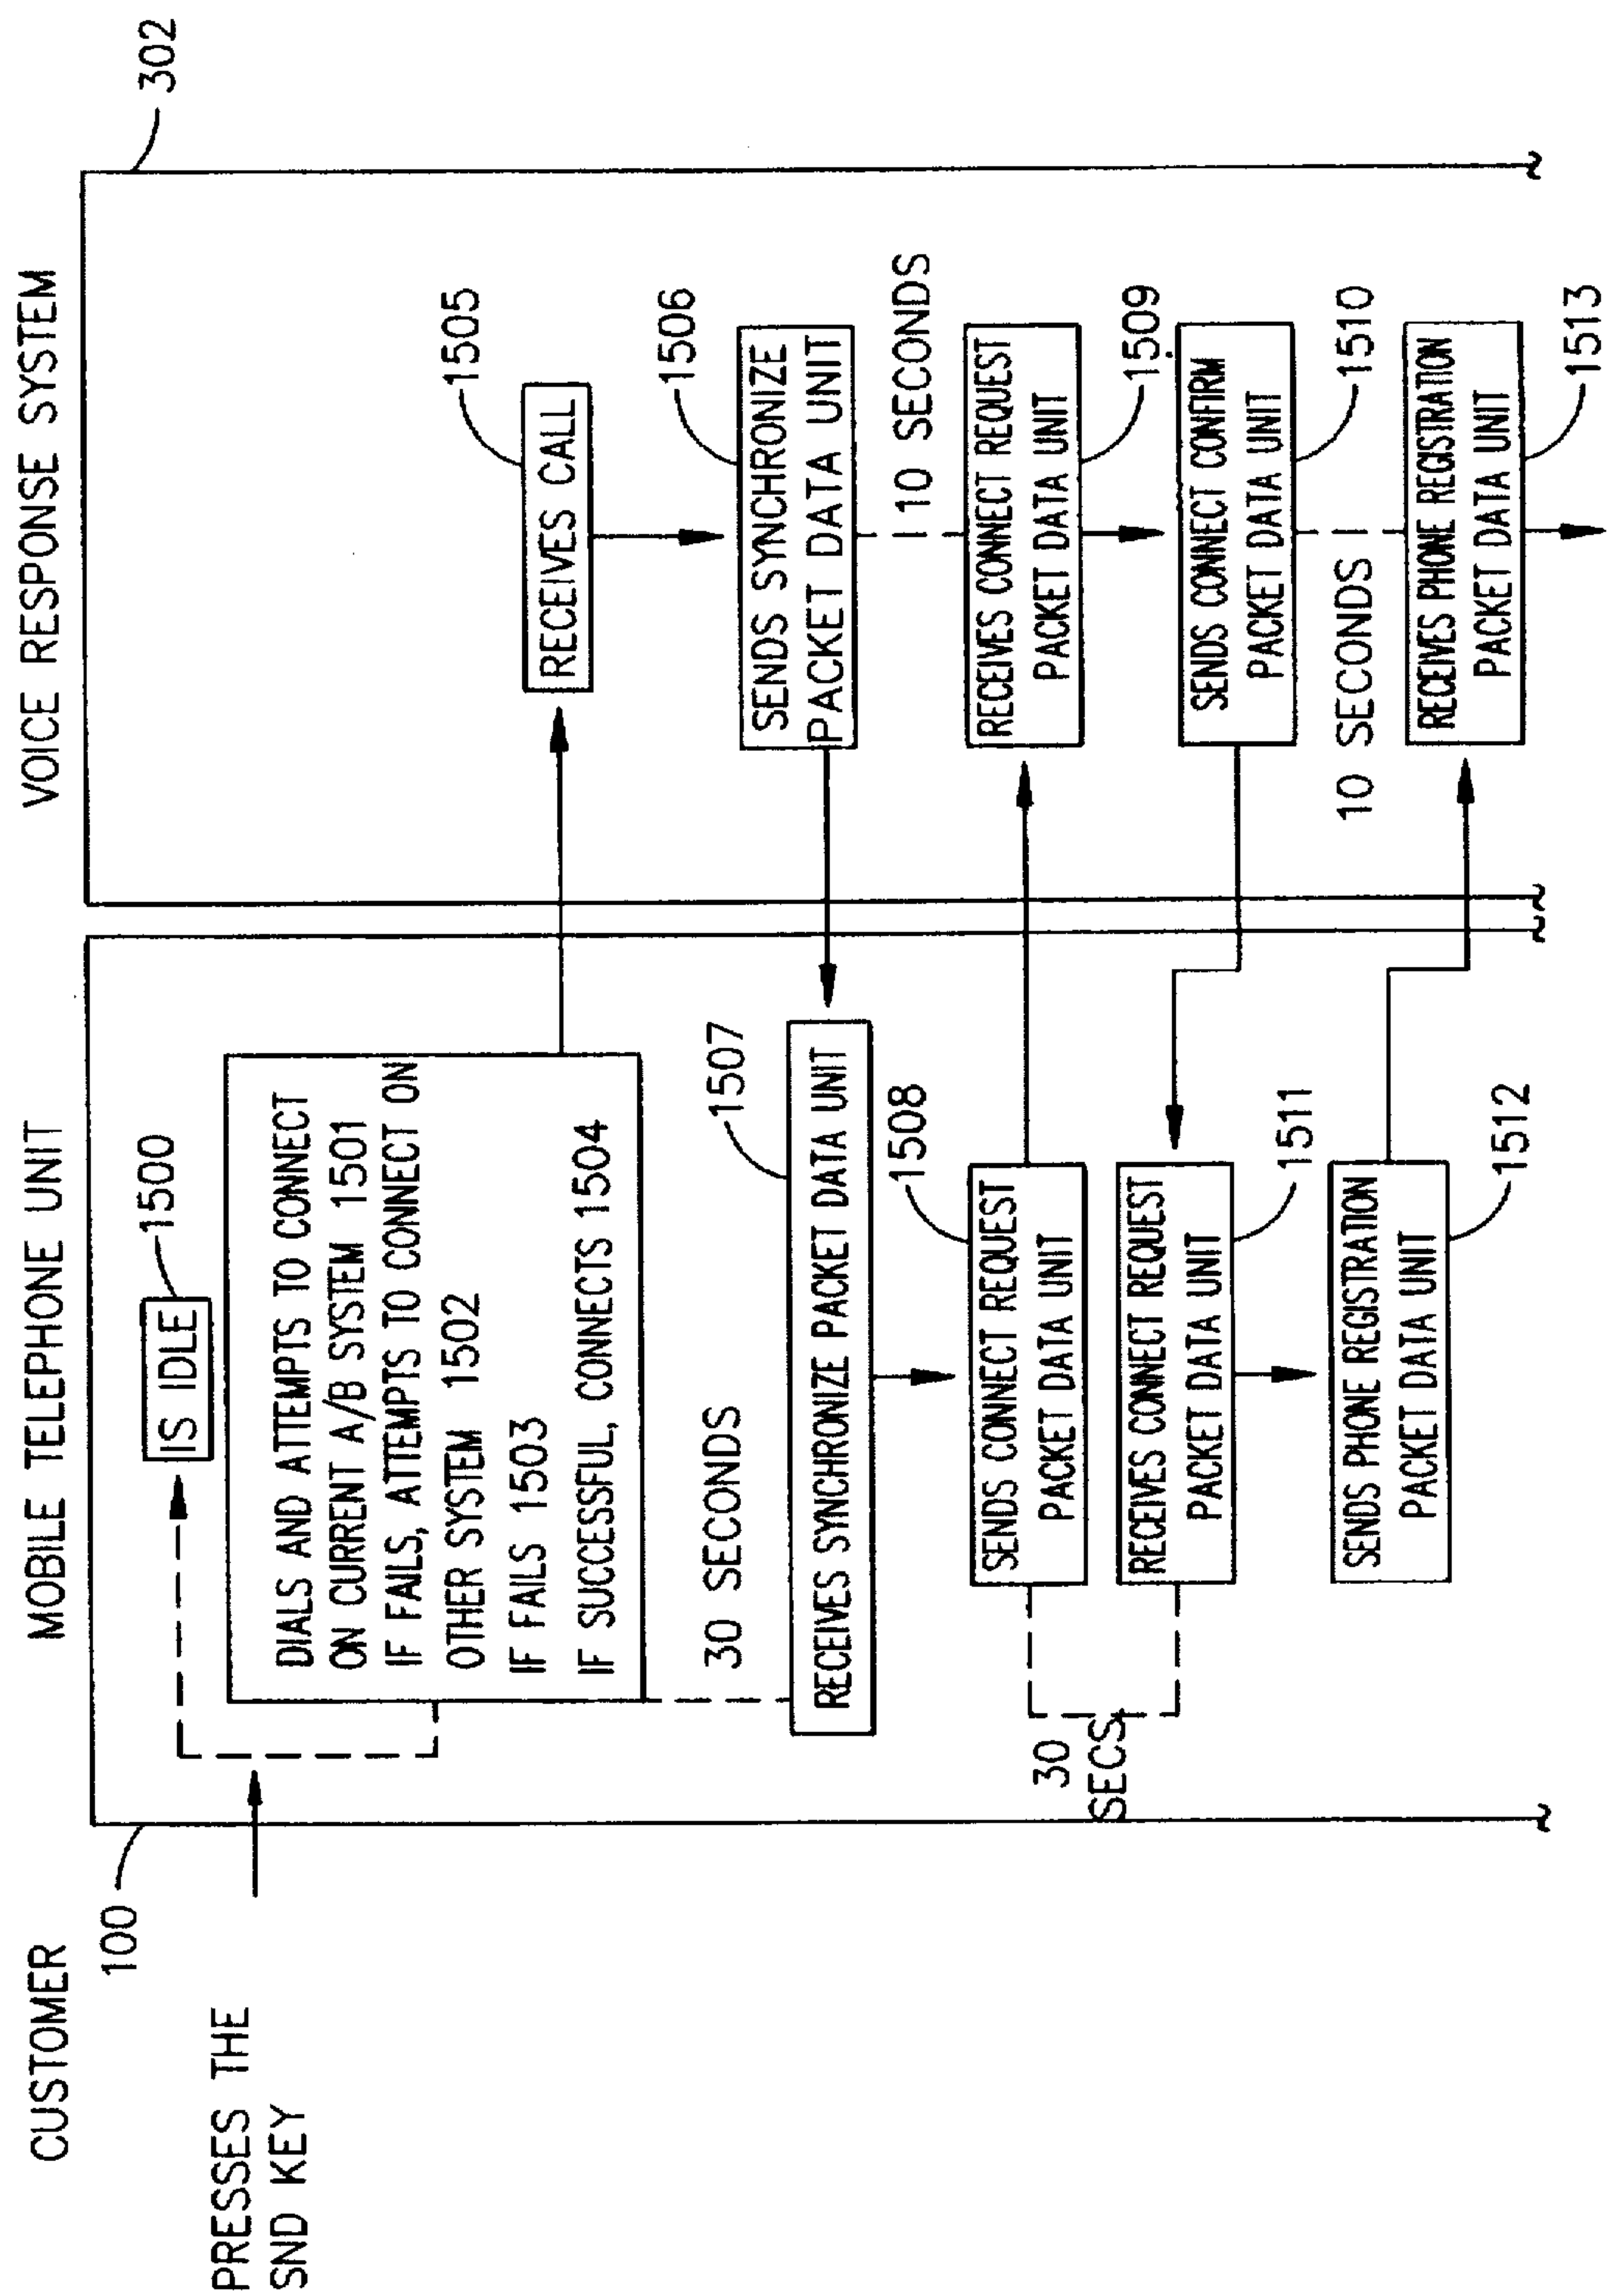 CUSTOMER
MOBILE TELEPHONE UNIT
VOICE RESPONSE SYSTEM
100
302
PRESSES THE
SND KEY
IS IDLE
1500
DIALS AND ATTEMPTS TO CONNECT
ON CURRENT A/B SYSTEM 1501
IF FAILS, ATTEMPTS TO CONNECT ON
OTHER SYSTEM 1502
IF FAILS 1503
IF SUCCESSFUL, CONNECTS 1504
RECEIVES CALL
1505
30 SECONDS
SENDS SYNCHRONIZE
PACKET DATA UNIT
1506
RECEIVES SYNCHRONIZE PACKET DATA UNIT
1507
10 SECONDS
SENDS CONNECT REQUEST
PACKET DATA UNIT
1508
RECEIVES CONNECT REQUEST
PACKET DATA UNIT
1509
30
SECS
RECEIVES CONNECT REQUEST
PACKET DATA UNIT
1511
SENDS CONNECT CONFIRM
PACKET DATA UNIT
1510
10 SECONDS
SENDS PHONE REGISTRATION
PACKET DATA UNIT
1512
RECEIVES PHONE REGISTRATION
PACKET DATA UNIT
1513